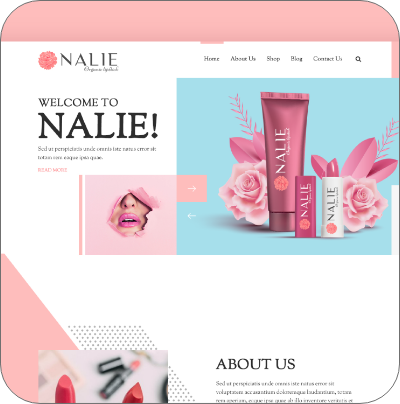 NALIE
Organic lipstick
Home About Us Shop Blog Contact Us
WELCOME TO
NALIE!
Sed ut perspiciatis unde omnis iste natus error sit
totam rem eaque ipsa quae.
READ MORE
NALIE
NALIE
NALIE
ABOUT US
Sed ut perspiciatis unde omnis iste natus error sit
voluptatem accusantium doloremque laudantium, totam
rem aperiam, eaque ipsa quae ab illo inventore veritatis et